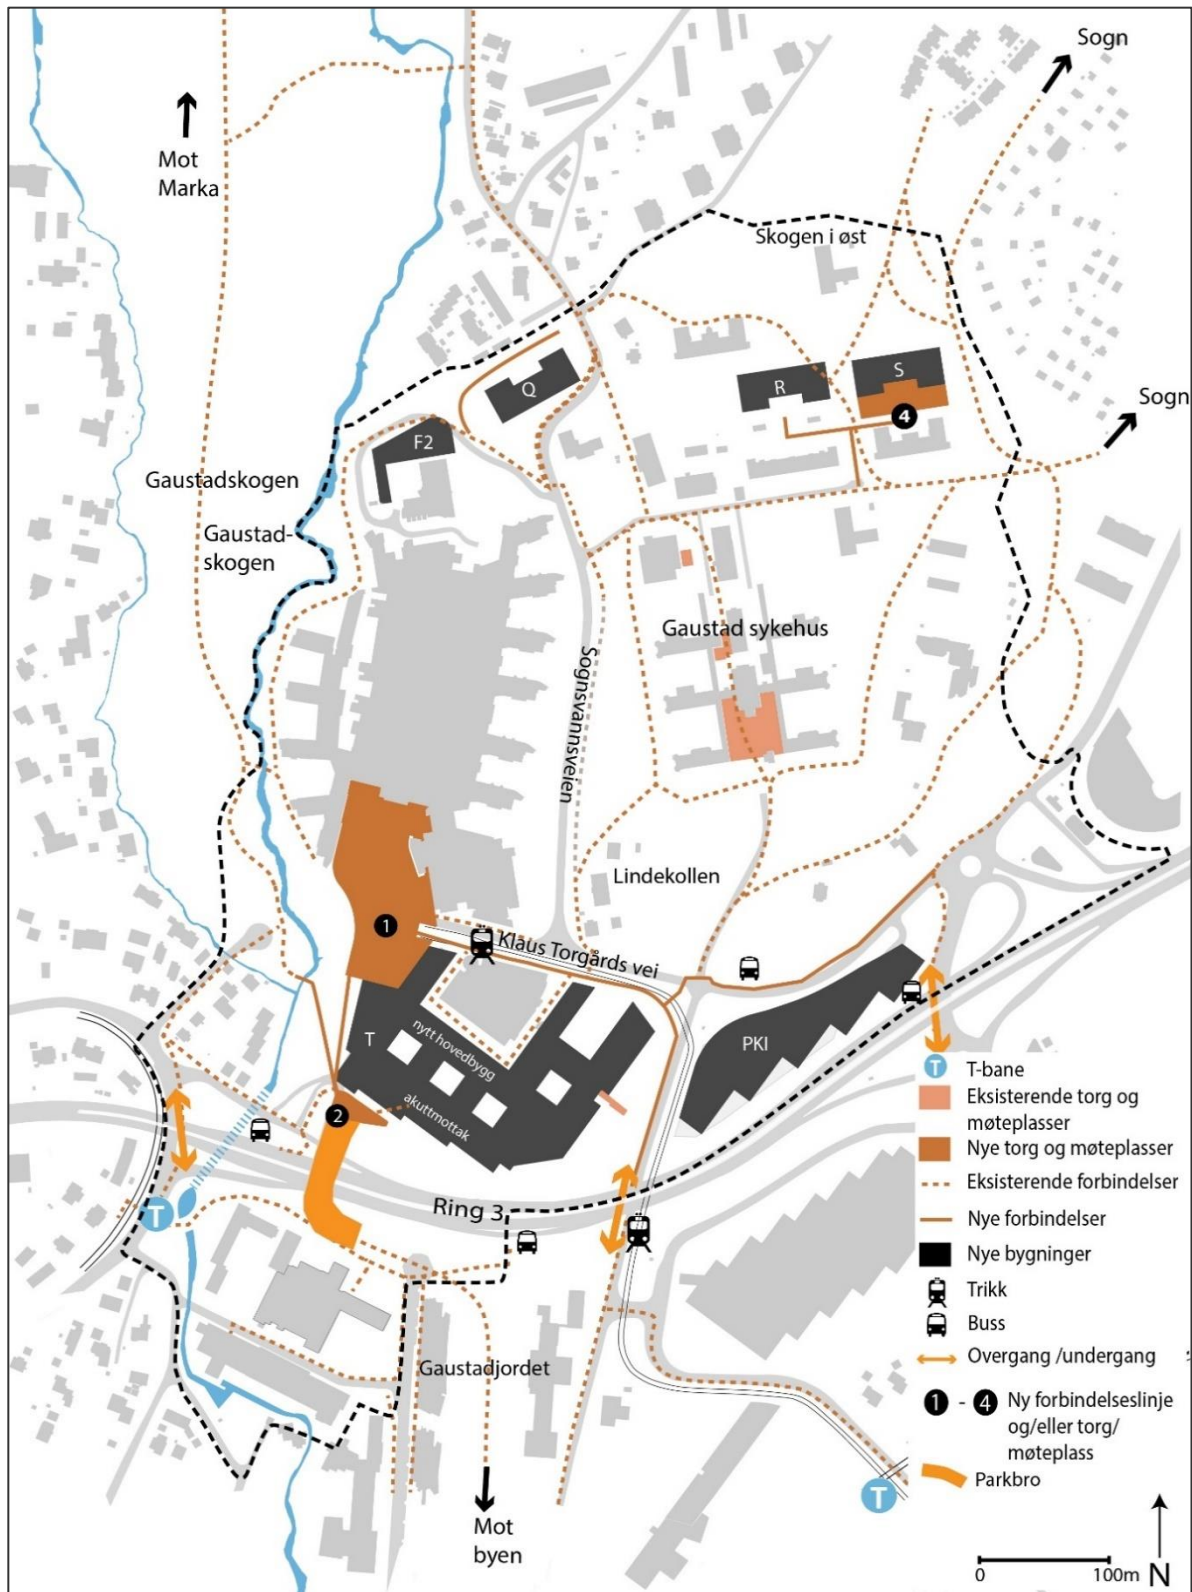 Sogn
Mot
Marka
Skogen i øst
Sogn
S
R
Q
4
F2
Gaustadskogen
Gaustad-
skogen
Gaustad sykehus
Sognsvannsveien
Lindekollen
1
Klaus Torgårds vei
T
nytt hovedbygg
akuttmottak
PKI
2
T
Ring 3
Gaustadjordet
Mot
byen
T
T T-bane
Eksisterende torg og
møteplasser
Nye torg og møteplasser
Eksisterende forbindelser
Nye forbindelser
Nye bygninger
Trikk
Buss
Overgang /undergang
1 - 4 Ny forbindelseslinje
og/eller torg/
møteplass
Parkbro
100m N
0